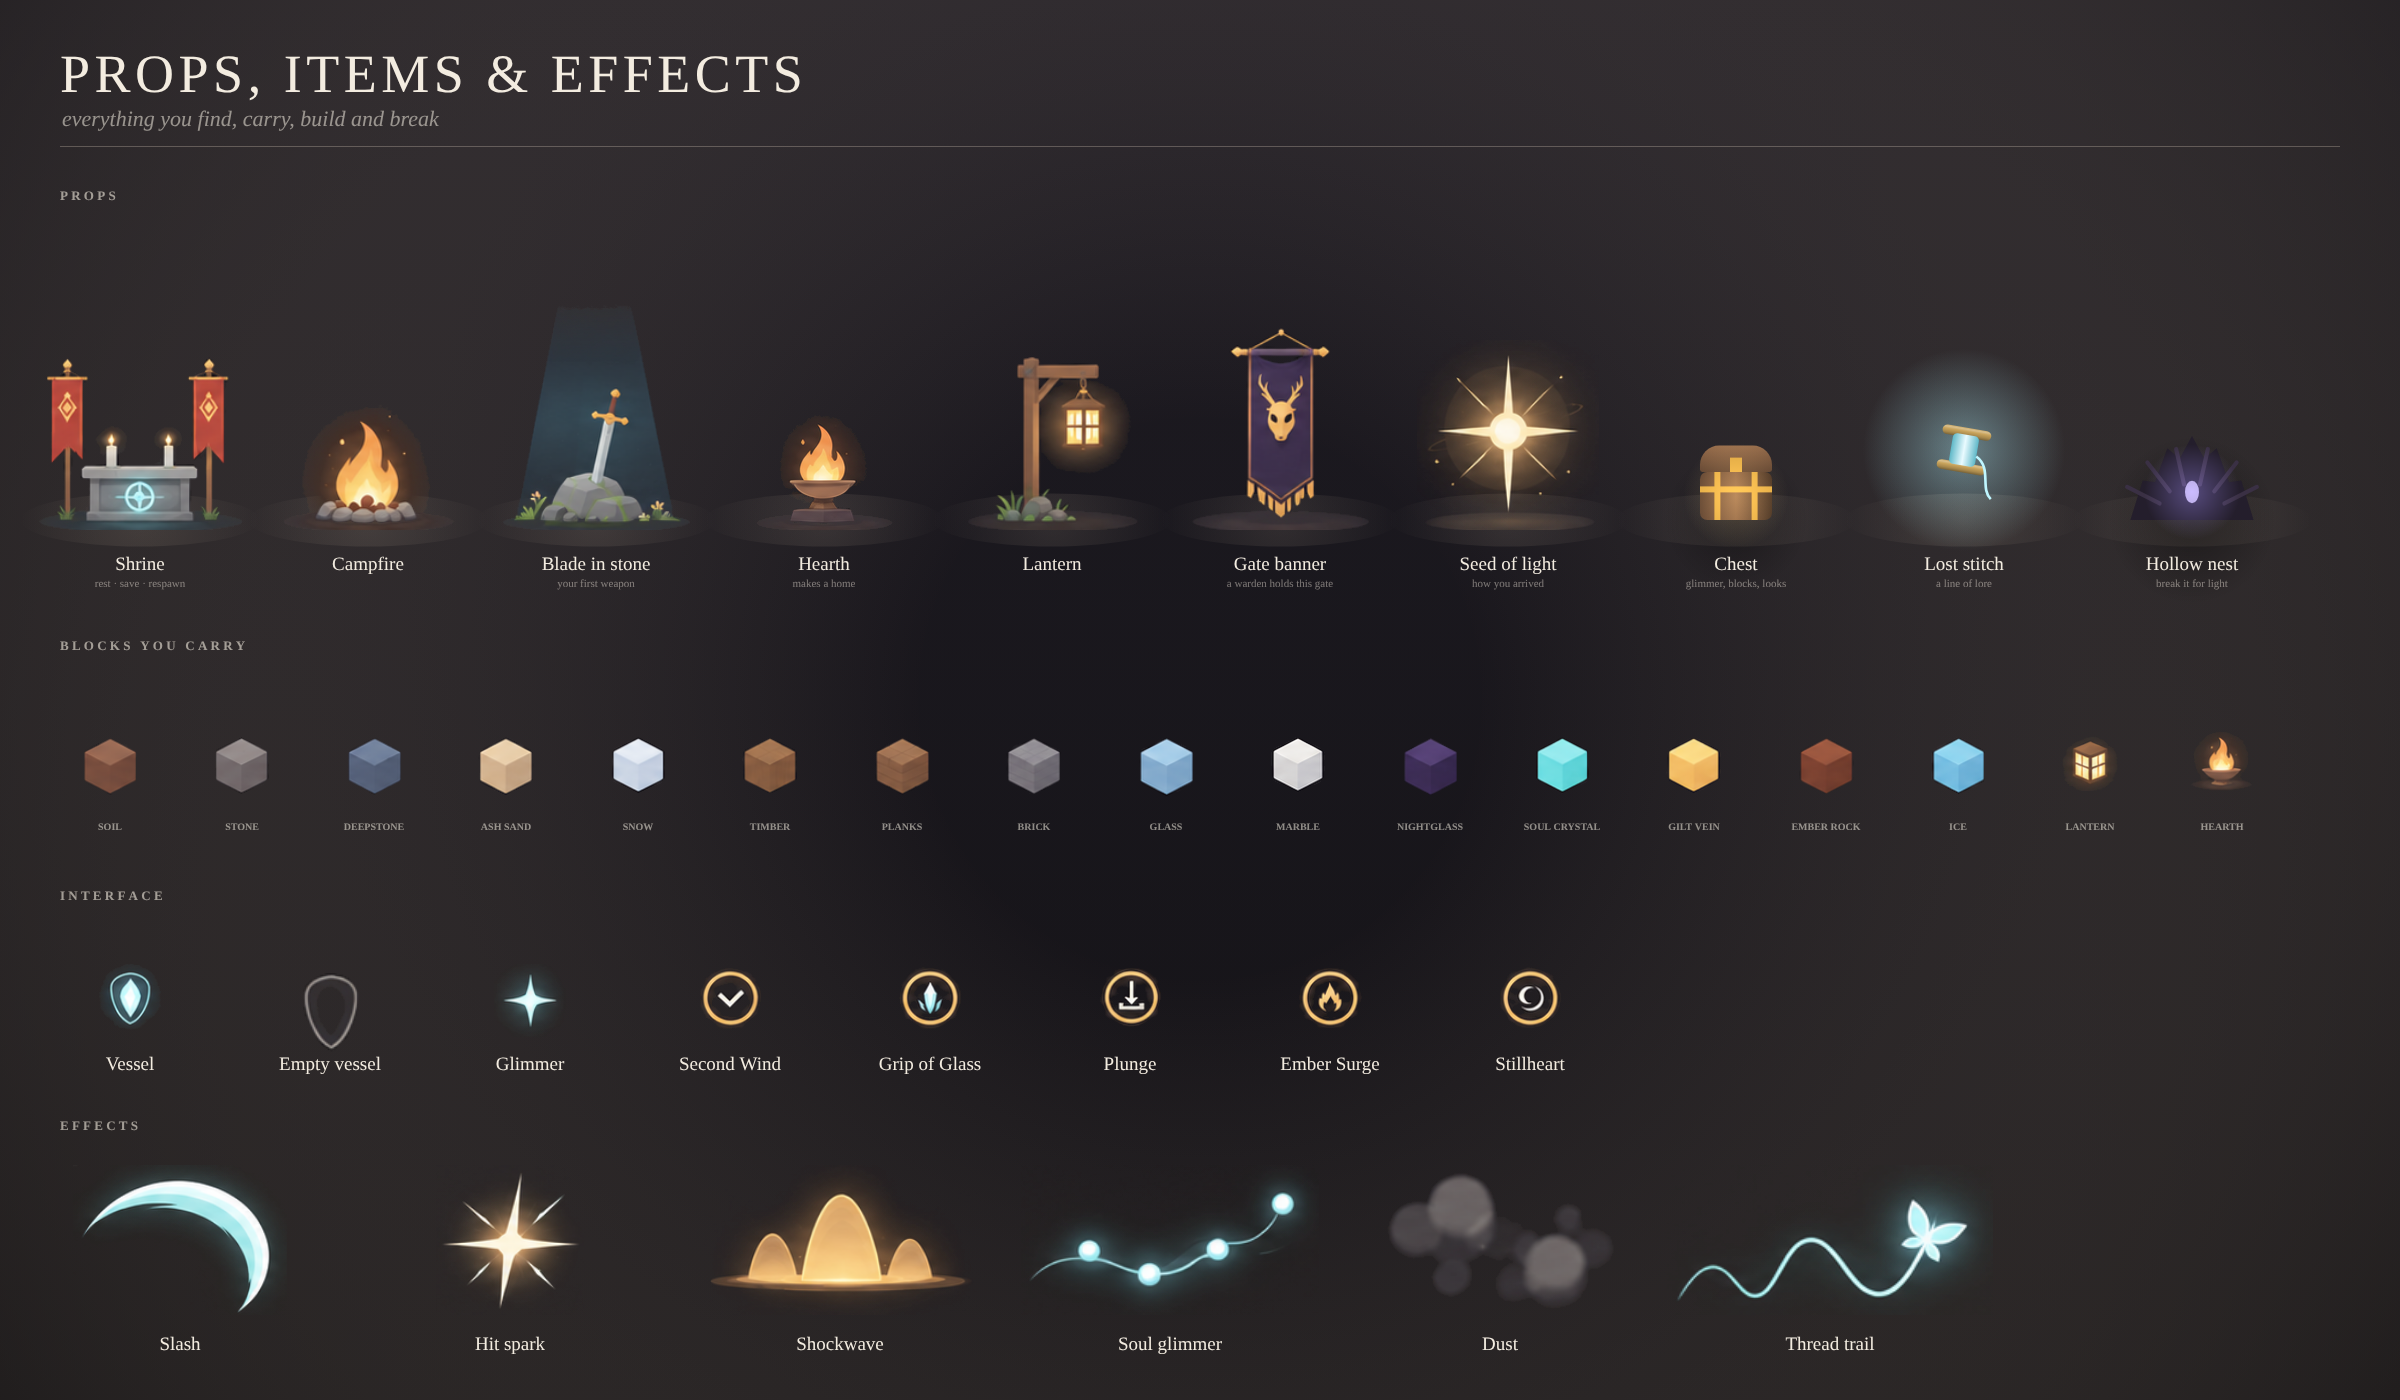 PROPS, ITEMS & EFFECTS
everything you find, carry, build and break
PROPS
Shrine
rest · save · respawn
Campfire
Blade in stone
your first weapon
Hearth
makes a home
Lantern
Gate banner
a warden holds this gate
Seed of light
how you arrived
Chest
glimmer, blocks, looks
Lost stitch
a line of lore
Hollow nest
break it for light
BLOCKS YOU CARRY
SOIL
STONE
DEEPSTONE
ASH SAND
SNOW
TIMBER
PLANKS
BRICK
GLASS
MARBLE
NIGHTGLASS
SOUL CRYSTAL
GILT VEIN
EMBER ROCK
ICE
LANTERN
HEARTH
INTERFACE
Vessel
Empty vessel
Glimmer
Second Wind
Grip of Glass
Plunge
Ember Surge
Stillheart
EFFECTS
Slash
Hit spark
Shockwave
Soul glimmer
Dust
Thread trail